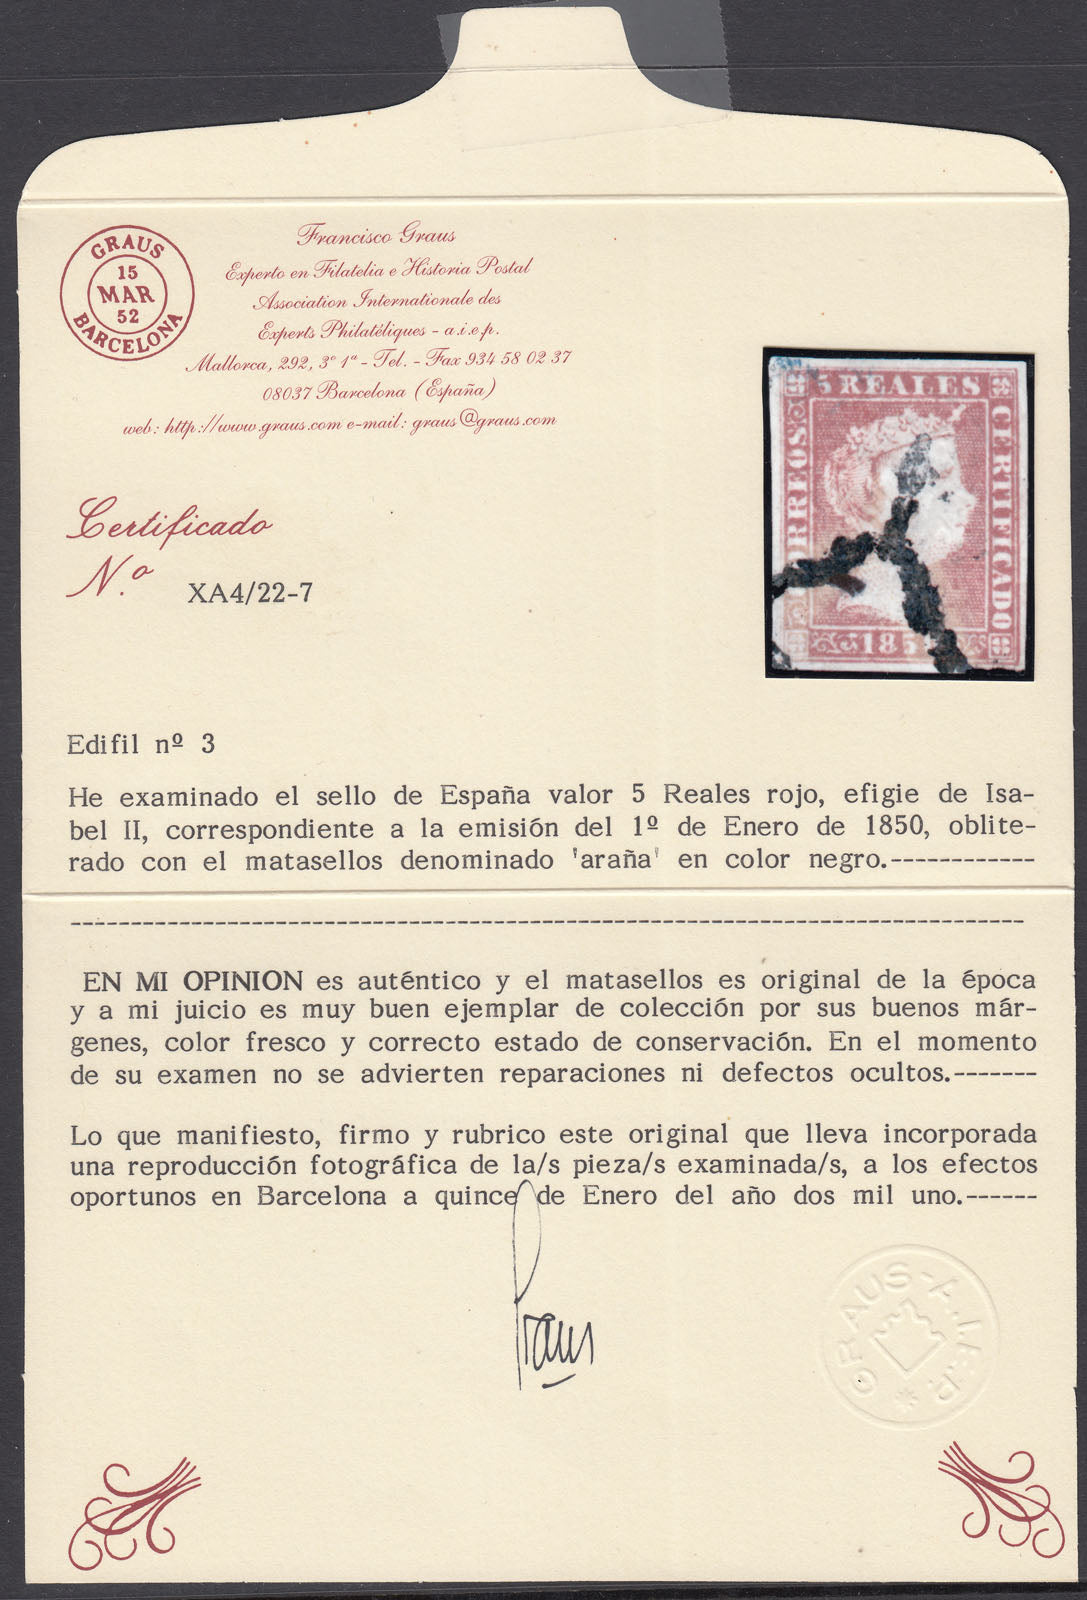 GRAUS
15
MAR
52
BARCELONA
Francisco Graus
Experto en Filatelia e Historia Postal
Association Internationale des
Experts Philatéliques - a.i.e.p.
Mallorca, 292, 3º 1ª - Tel. - Fax 934 58 02 37
08037 Barcelona (España)
web: http://www.graus.com e-mail: graus@graus.com
5 REALES
CERTIFICADO
Certificado
N.º XA4/22-7
Edifil nº 3
He examinado el sello de España valor 5 Reales rojo, efigie de Isa-
bel II, correspondiente a la emisión del 1º de Enero de 1850, oblite-
rado con el matasellos denominado 'araña' en color negro.------------
EN MI OPINION es auténtico y el matasellos es original de la época
y a mi juicio es muy buen ejemplar de colección por sus buenos már-
genes, color fresco y correcto estado de conservación. En el momento
de su examen no se advierten reparaciones ni defectos ocultos.-------
Lo que manifiesto, firmo y rubrico este original que lleva incorporada
una reproducción fotográfica de la/s pieza/s examinada/s, a los efectos
oportunos en Barcelona a quince de Enero del año dos mil uno.------
Graus
GRAUS-A.I.E.P.